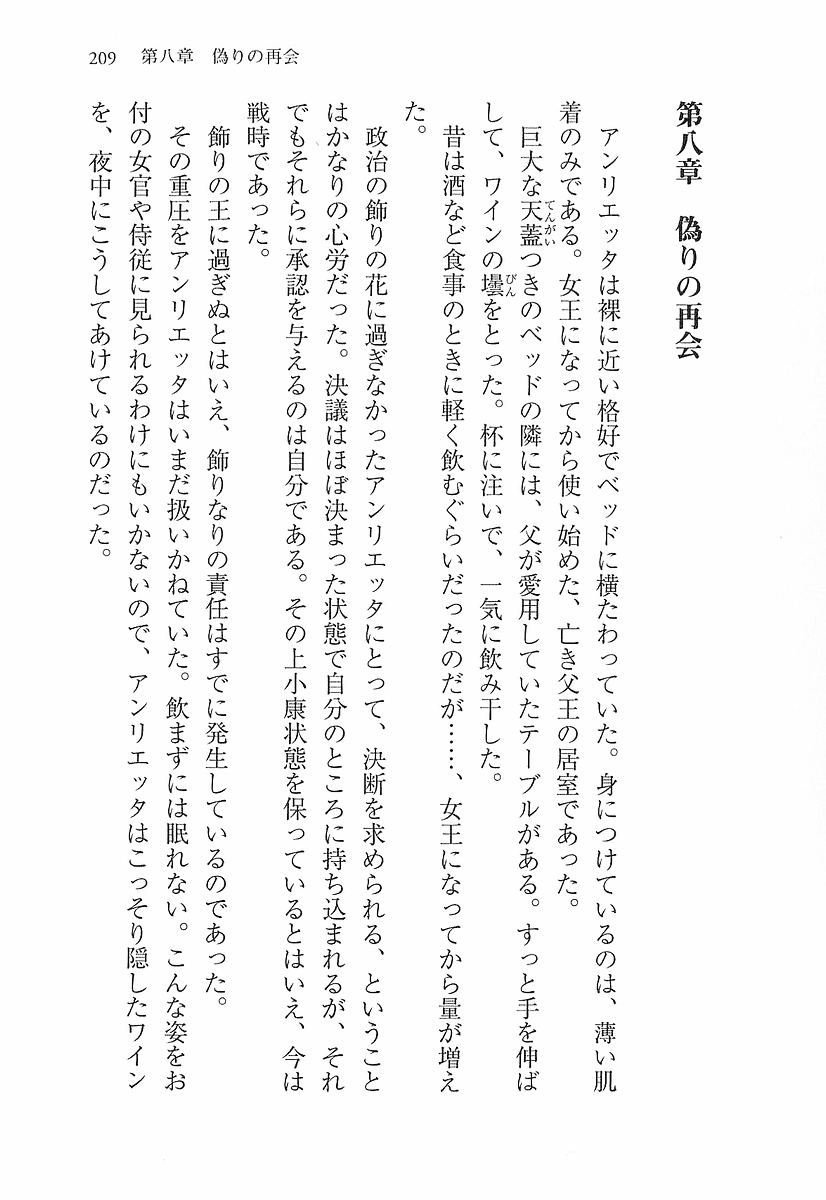 209　第八章　偽りの再会
第八章　偽りの再会
アンリエッタは裸に近い格好でベッドに横たわっていた。身につけているのは、薄い肌
着のみである。女王になってから使い始めた、亡き父王の居室であった。
巨大な天蓋つきのベッドの隣には、父が愛用していたテーブルがある。すっと手を伸ば
して、ワインの壜をとった。杯に注いで、一気に飲み干した。
昔は酒など食事のときに軽く飲むぐらいだったのだが……、女王になってから量が増え
た。
政治の飾りの花に過ぎなかったアンリエッタにとって、決断を求められる、ということ
はかなりの心労だった。決議はほぼ決まった状態で自分のところに持ち込まれるが、それ
でもそれらに承認を与えるのは自分である。その上小康状態を保っているとはいえ、今は
戦時であった。
飾りの王に過ぎぬとはいえ、飾りなりの責任はすでに発生しているのであった。
その重圧をアンリエッタはいまだ扱いかねていた。飲まずには眠れない。こんな姿をお
付の女官や侍従に見られるわけにもいかないので、アンリエッタはこっそり隠したワイン
を、夜中にこうしてあけているのだった。